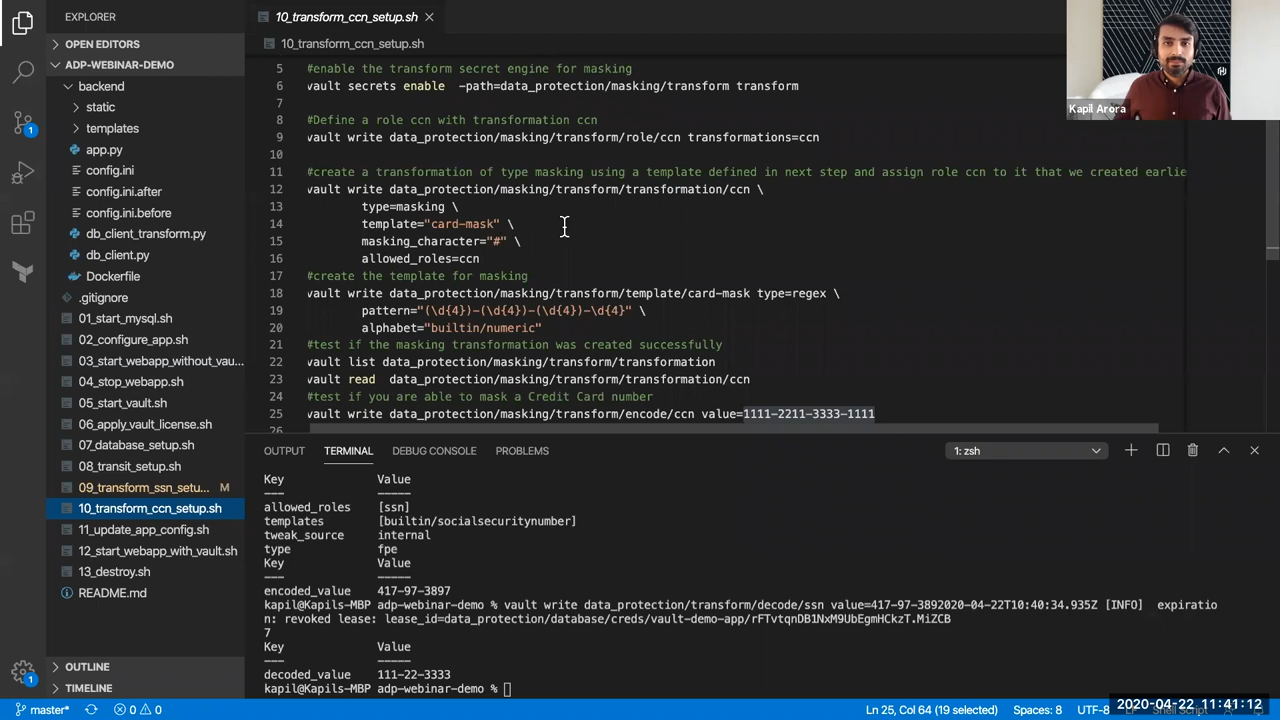 EXPLORER
10_transform_ccn_setup.sh
OPEN EDITORS
10_transform_ccn_setup.sh
ADP-WEBINAR-DEMO
backend
static
templates
app.py
config.ini
config.ini.after
config.ini.before
db_client_transform.py
db_client.py
Dockerfile
.gitignore
01_start_mysql.sh
02_configure_app.sh
03_start_webapp_without_vau...
04_stop_webapp.sh
05_start_vault.sh
06_apply_vault_license.sh
07_database_setup.sh
08_transit_setup.sh
09_transform_ssn_setu... M
10_transform_ccn_setup.sh
11_update_app_config.sh
12_start_webapp_with_vault.sh
13_destroy.sh
README.md
OUTLINE
TIMELINE
5 #enable the transform secret engine for masking
6 vault secrets enable -path=data_protection/masking/transform transform
7
8 #Define a role ccn with transformation ccn
9 vault write data_protection/masking/transform/role/ccn transformations=ccn
10
11 #create a transformation of type masking using a template defined in next step and assign role ccn to it that we created earlie
12 vault write data_protection/masking/transform/transformation/ccn \
13 type=masking \
14 template="card-mask" \
15 masking_character="#" \
16 allowed_roles=ccn
17 #create the template for masking
18 vault write data_protection/masking/transform/template/card-mask type=regex \
19 pattern="(\d{4})-(\d{4})-(\d{4})-\d{4}" \
20 alphabet="builtin/numeric"
21 #test if the masking transformation was created successfully
22 vault list data_protection/masking/transform/transformation
23 vault read data_protection/masking/transform/transformation/ccn
24 #test if you are able to mask a Credit Card number
25 vault write data_protection/masking/transform/encode/ccn value=1111-2211-3333-1111
26
Kapil Arora
OUTPUT TERMINAL DEBUG CONSOLE PROBLEMS
1: zsh
Key Value
--- -----
allowed_roles [ssn]
templates [builtin/socialsecuritynumber]
tweak_source internal
type fpe
Key Value
--- -----
encoded_value 417-97-3897
kapil@Kapils-MBP adp-webinar-demo % vault write data_protection/transform/decode/ssn value=417-97-3892020-04-22T10:40:34.935Z [INFO] expiratio
n: revoked lease: lease_id=data_protection/database/creds/vault-demo-app/rFTvtqnDB1NxM9UbEgmHCkzT.MiZCB
7
Key Value
--- -----
decoded_value 111-22-3333
kapil@Kapils-MBP adp-webinar-demo %
1
1
master* 0 0
Ln 25, Col 64 (19 selected) Spaces: 8 UTF-8
2020-04-22 11:41:12